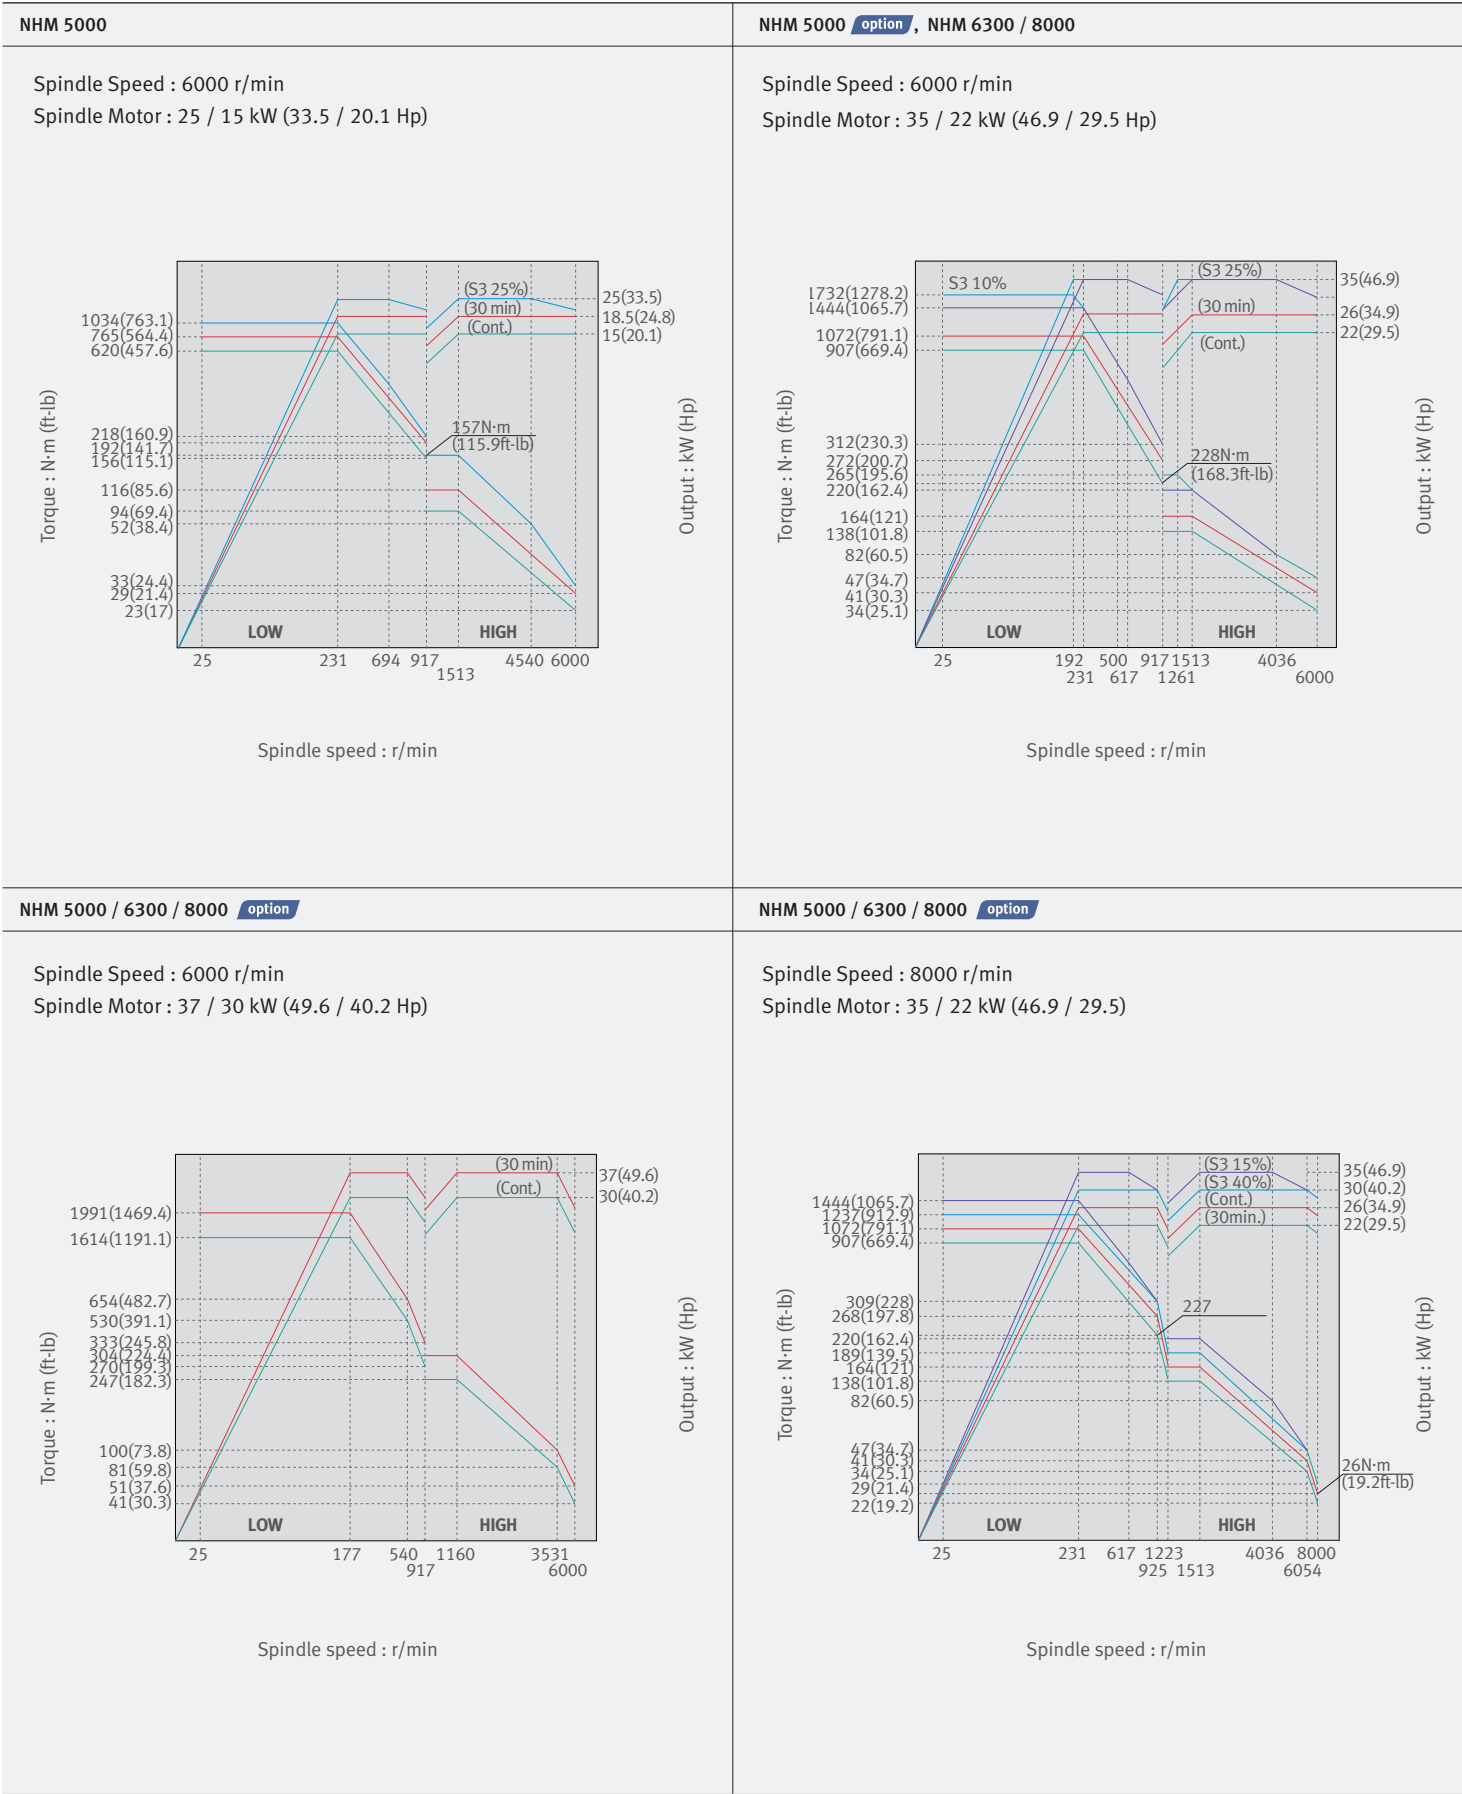 NHM 5000
Spindle Speed : 6000 r/min
Spindle Motor : 25 / 15 kW (33.5 / 20.1 Hp)
Torque : N·m (ft-lb)
1034(763.1)
765(564.4)
620(457.6)
218(160.9)
192(141.7)
156(115.1)
116(85.6)
94(69.4)
52(38.4)
33(24.4)
29(21.4)
23(17)
(S3 25%)
(30 min)
(Cont.)
157N·m
(115.9ft-lb)
LOW
HIGH
25(33.5)
18.5(24.8)
15(20.1)
Output : kW (Hp)
25 231 694 917 4540 6000
1513
Spindle speed : r/min
NHM 5000 option , NHM 6300 / 8000
Spindle Speed : 6000 r/min
Spindle Motor : 35 / 22 kW (46.9 / 29.5 Hp)
Torque : N·m (ft-lb)
1732(1278.2)
1444(1065.7)
1072(791.1)
907(669.4)
312(230.3)
272(200.7)
265(195.6)
220(162.4)
164(121)
138(101.8)
82(60.5)
47(34.7)
41(30.3)
34(25.1)
S3 10%
(S3 25%)
(30 min)
(Cont.)
228N·m
(168.3ft-lb)
LOW
HIGH
35(46.9)
26(34.9)
22(29.5)
Output : kW (Hp)
25 192 500 917 1513 4036
231 617 1261 6000
Spindle speed : r/min
NHM 5000 / 6300 / 8000 option
Spindle Speed : 6000 r/min
Spindle Motor : 37 / 30 kW (49.6 / 40.2 Hp)
Torque : N·m (ft-lb)
1991(1469.4)
1614(1191.1)
654(482.7)
530(391.1)
333(245.8)
304(224.4)
270(199.3)
247(182.3)
100(73.8)
81(59.8)
51(37.6)
41(30.3)
(30 min)
(Cont.)
LOW
HIGH
37(49.6)
30(40.2)
Output : kW (Hp)
25 177 540 1160 3531
917 6000
Spindle speed : r/min
NHM 5000 / 6300 / 8000 option
Spindle Speed : 8000 r/min
Spindle Motor : 35 / 22 kW (46.9 / 29.5)
Torque : N·m (ft-lb)
1444(1065.7)
1237(912.9)
1072(791.1)
907(669.4)
309(228)
268(197.8)
220(162.4)
189(139.5)
164(121)
138(101.8)
82(60.5)
47(34.7)
41(30.3)
34(25.1)
29(21.4)
22(19.2)
(S3 15%)
(S3 40%)
(Cont.)
(30min.)
227
LOW
HIGH
35(46.9)
30(40.2)
26(34.9)
22(29.5)
26N·m
(19.2ft-lb)
Output : kW (Hp)
25 231 617 1223 4036 8000
925 1513 6054
Spindle speed : r/min